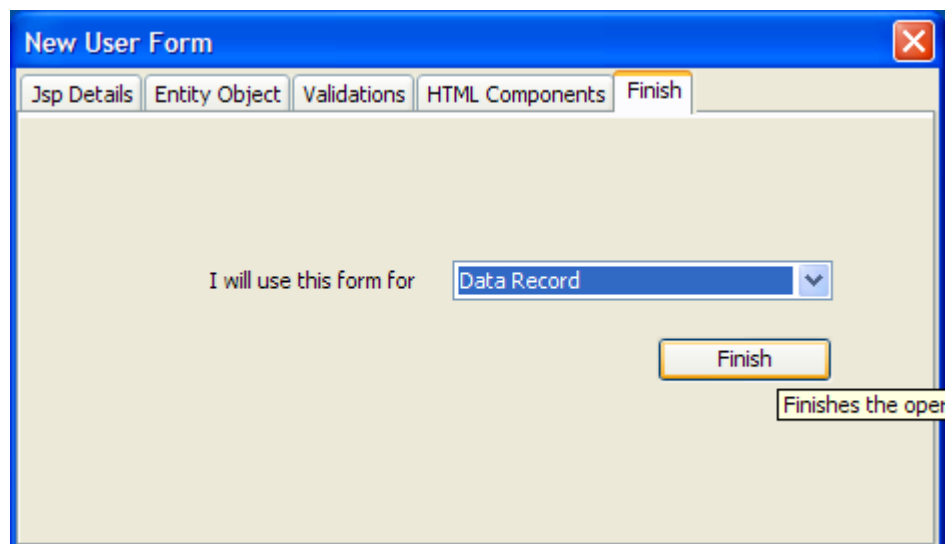 New User Form
Jsp Details Entity Object Validations HTML Components Finish
I will use this form for Data Record
Finish
Finishes the oper